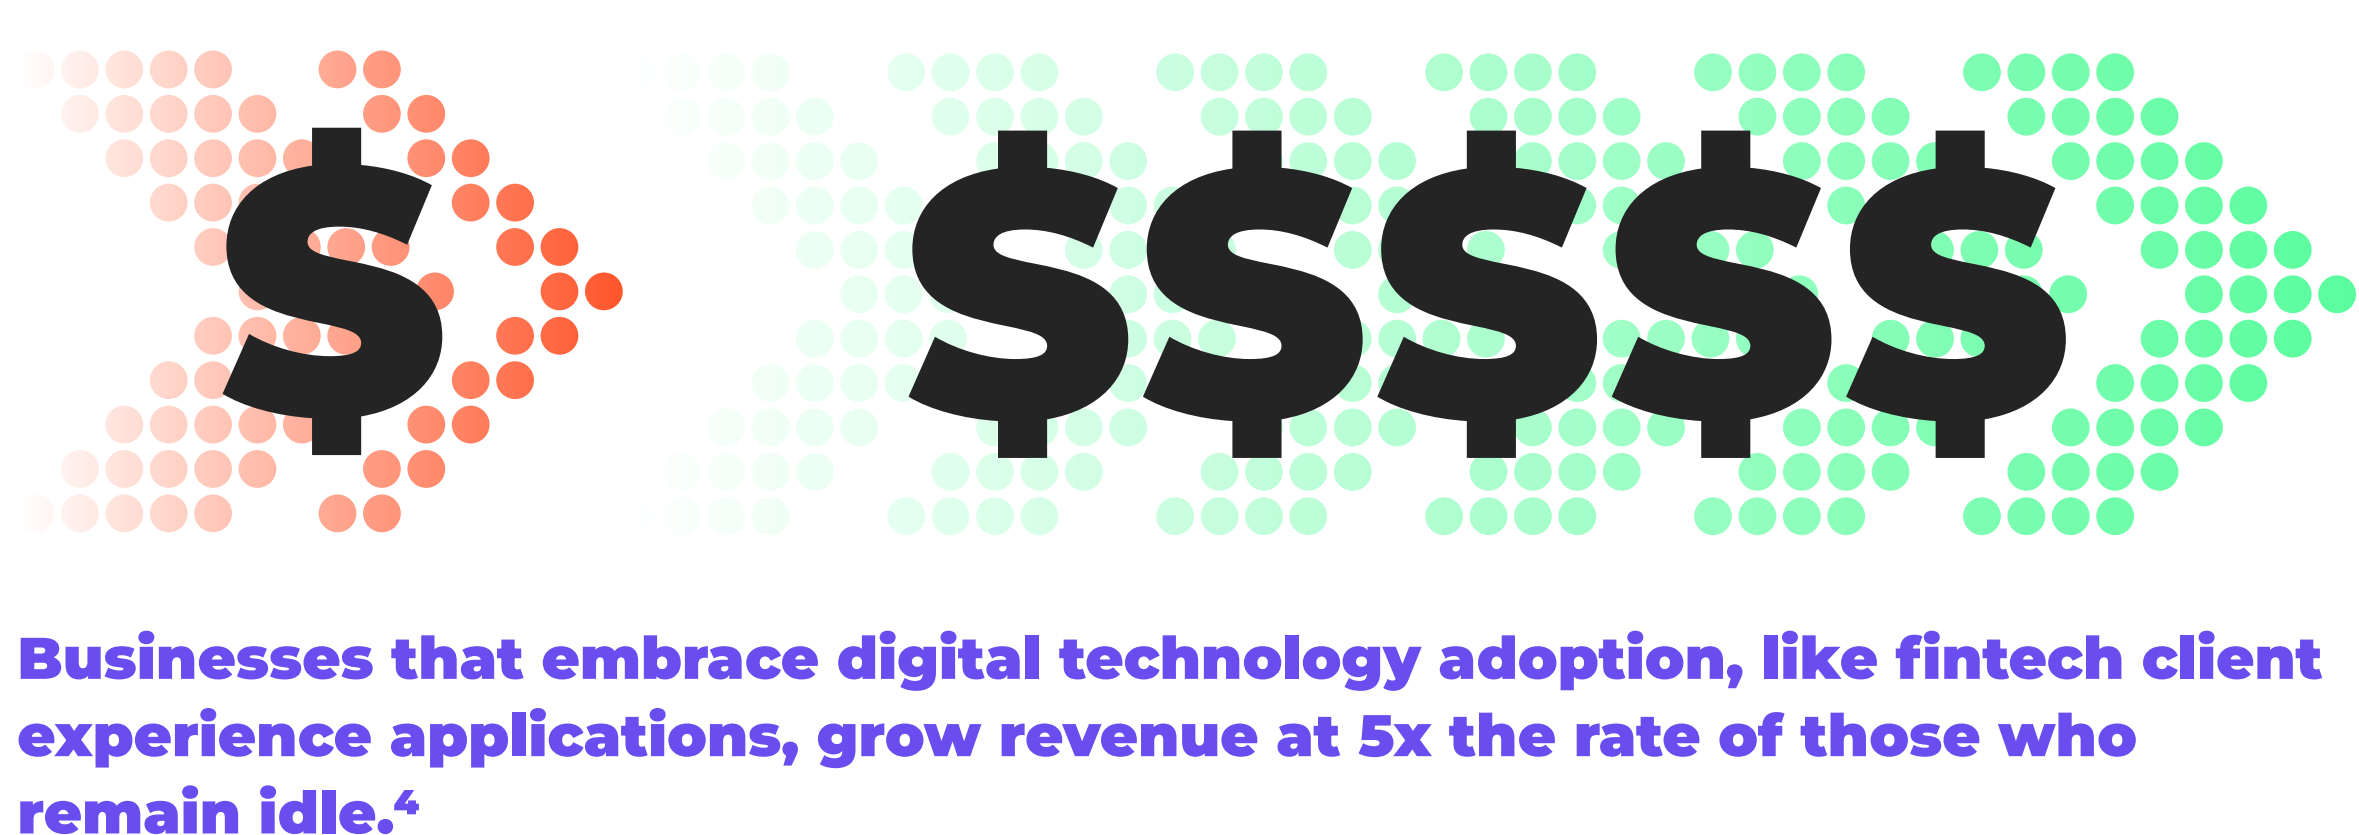 $ $$$$$
Businesses that embrace digital technology adoption, like fintech client
experience applications, grow revenue at 5x the rate of those who
remain idle.⁴